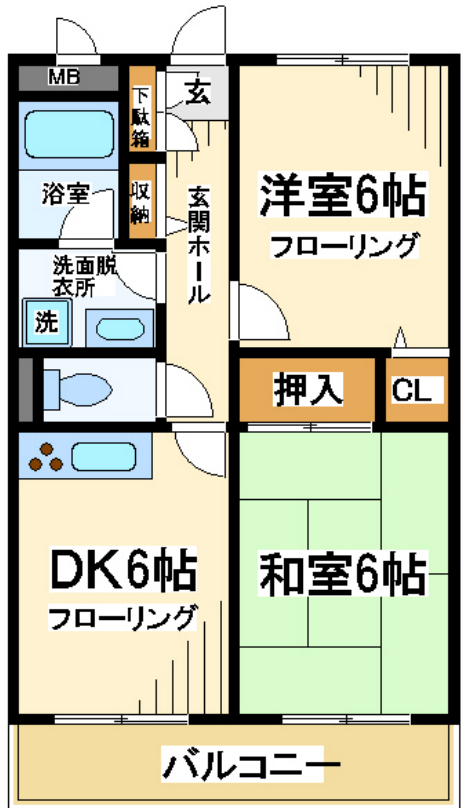 MB
下駄箱
玄
浴室
収納
玄関ホール
洋室6帖
フローリング
洗面脱
衣所
洗
押入
CL
DK6帖
フローリング
和室6帖
バルコニー